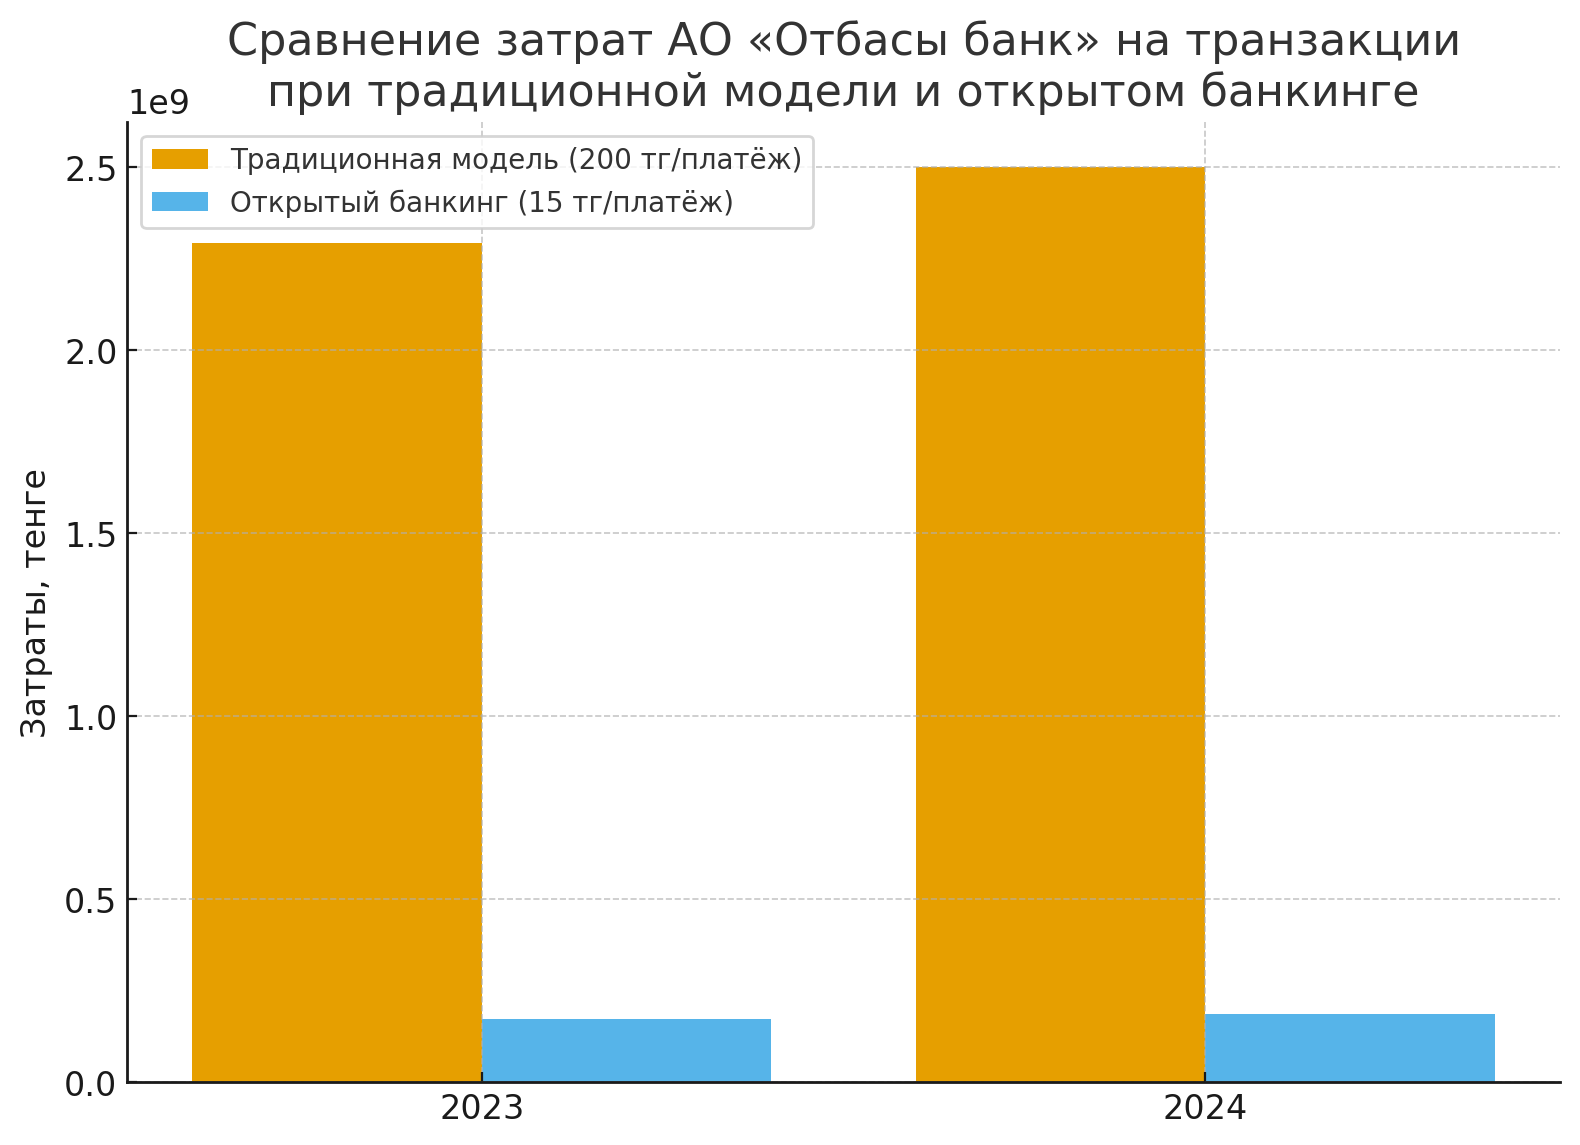 Сравнение затрат АО «Отбасы банк» на транзакции
при традиционной модели и открытом банкинге
1e9
Традиционная модель (200 тг/платёж)
Открытый банкинг (15 тг/платёж)
2.5
2.0
1.5
1.0
0.5
0.0
Затраты, тенге
2023
2024